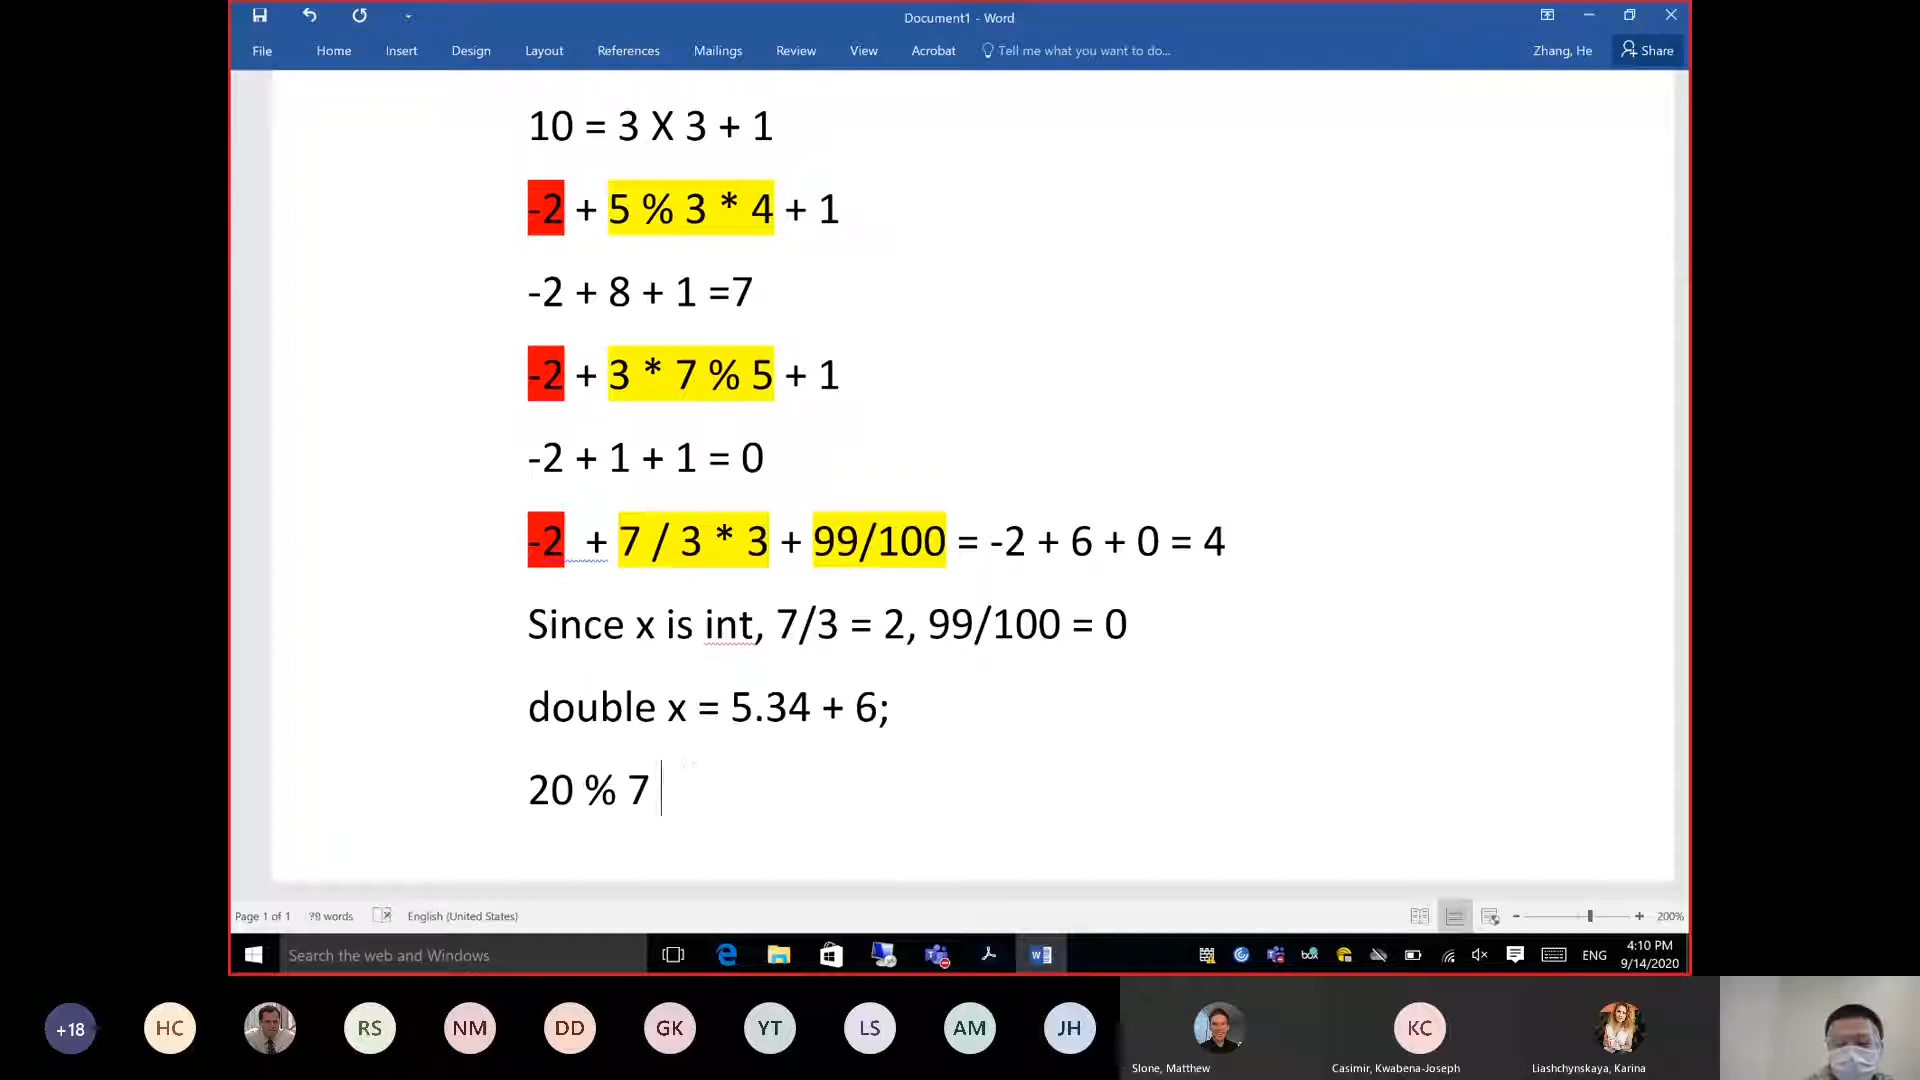 Document1 - Word
File Home Insert Design Layout References Mailings Review View Acrobat Tell me what you want to do... Zhang, He Share
10 = 3 X 3 + 1
-2 + 5 % 3 * 4 + 1
-2 + 8 + 1 =7
-2 + 3 * 7 % 5 + 1
-2 + 1 + 1 = 0
-2 + 7 / 3 * 3 + 99/100 = -2 + 6 + 0 = 4
Since x is int, 7/3 = 2, 99/100 = 0
double x = 5.34 + 6;
20 % 7
Page 1 of 1 words English (United States) 200%
Search the web and Windows ENG 4:10 PM
9/14/2020
+18 HC RS NM DD GK YT LS AM JH KC
Slone, Matthew Casimir, Kwabena-Joseph Liashchynskaya, Karina